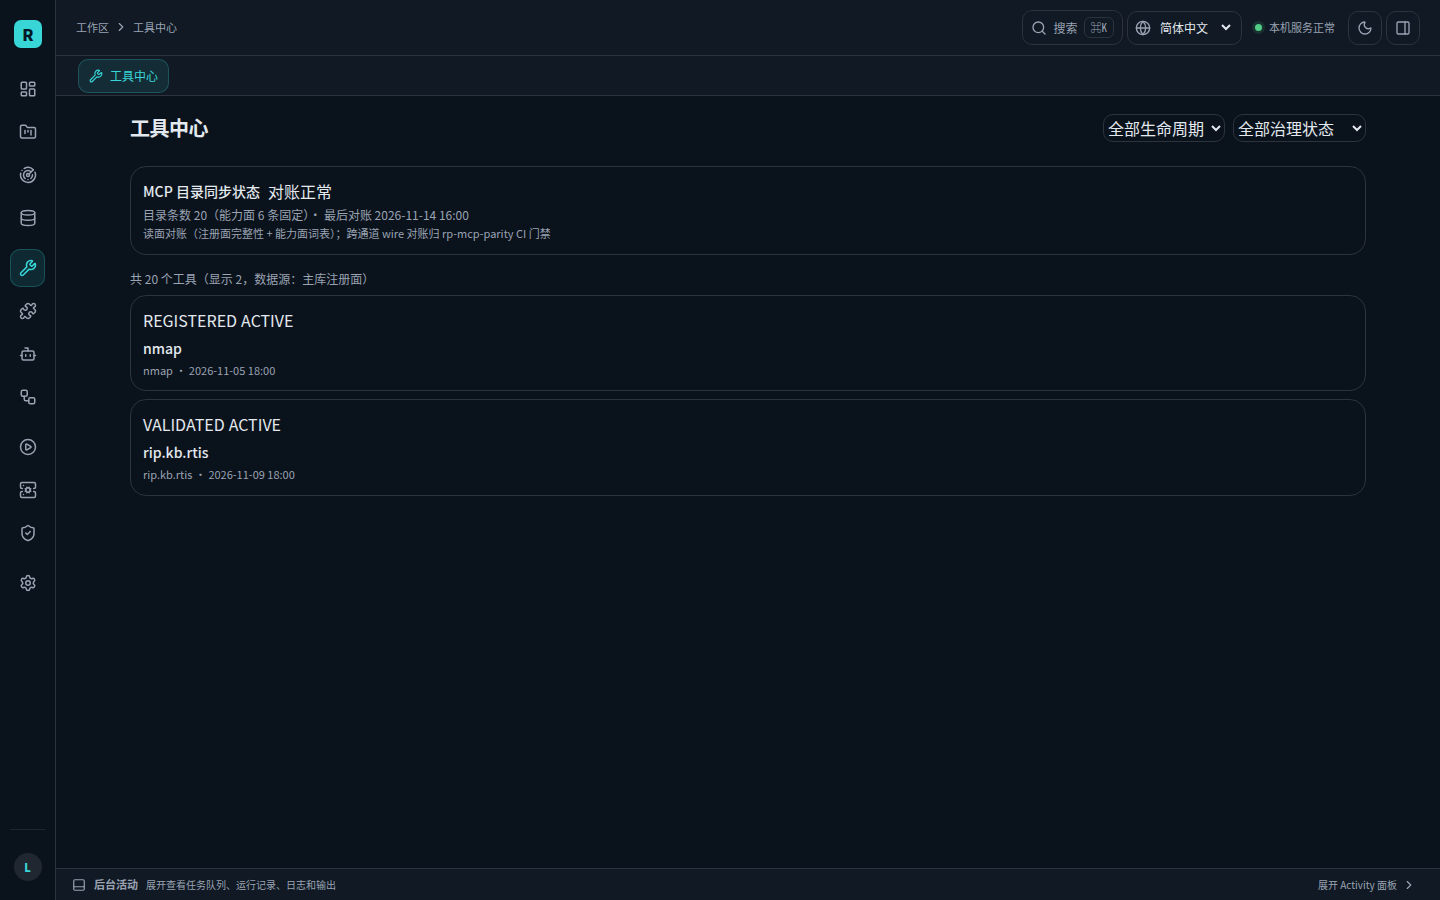 R
工作区 > 工具中心
搜索 ⌘K
简体中文
本机服务正常
工具中心
工具中心
全部生命周期
全部治理状态
MCP 目录同步状态 对账正常
目录条数 20（能力面 6 条固定）· 最后对账 2026-11-14 16:00
读面对账（注册面完整性 + 能力面词表）；跨通道 wire 对账归 rp-mcp-parity CI 门禁
共 20 个工具（显示 2，数据源：主库注册面）
REGISTERED ACTIVE
nmap
nmap · 2026-11-05 18:00
VALIDATED ACTIVE
rip.kb.rtis
rip.kb.rtis · 2026-11-09 18:00
L
后台活动 展开查看任务队列、运行记录、日志和输出
展开 Activity 面板